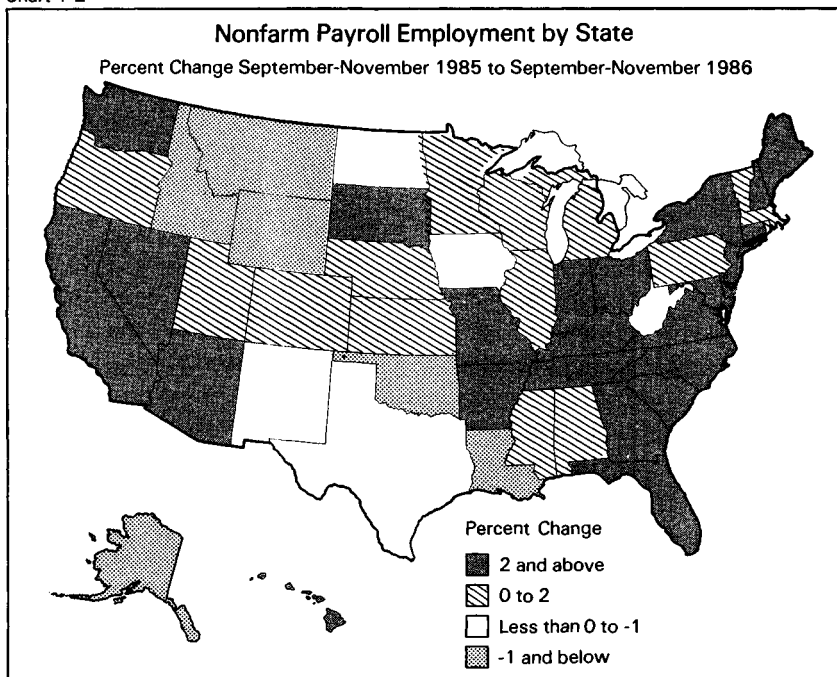 Nonfarm Payroll Employment by State
Percent Change September-November 1985 to September-November 1986
Percent Change
2 and above
0 to 2
Less than 0 to -1
-1 and below